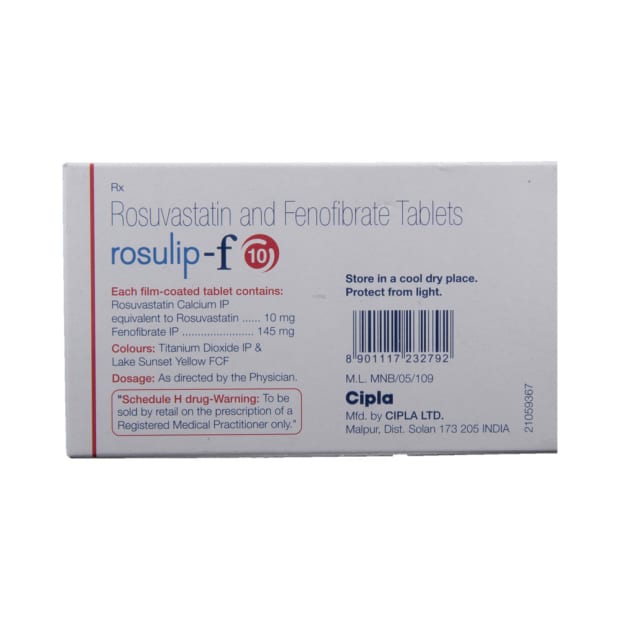 Rx
Rosuvastatin and Fenofibrate Tablets
rosulip-f 10
Each film-coated tablet contains:
Rosuvastatin Calcium IP
equivalent to Rosuvastatin ...... 10 mg
Fenofibrate IP ....................... 145 mg
Colours: Titanium Dioxide IP &
Lake Sunset Yellow FCF
Dosage: As directed by the Physician.
"Schedule H drug-Warning: To be
sold by retail on the prescription of a
Registered Medical Practitioner only."
Store in a cool dry place.
Protect from light.
8 901117 232792
M.L. MNB/05/109
Cipla
Mfd. by CIPLA LTD.
Malpur, Dist. Solan 173 205 INDIA
21059367